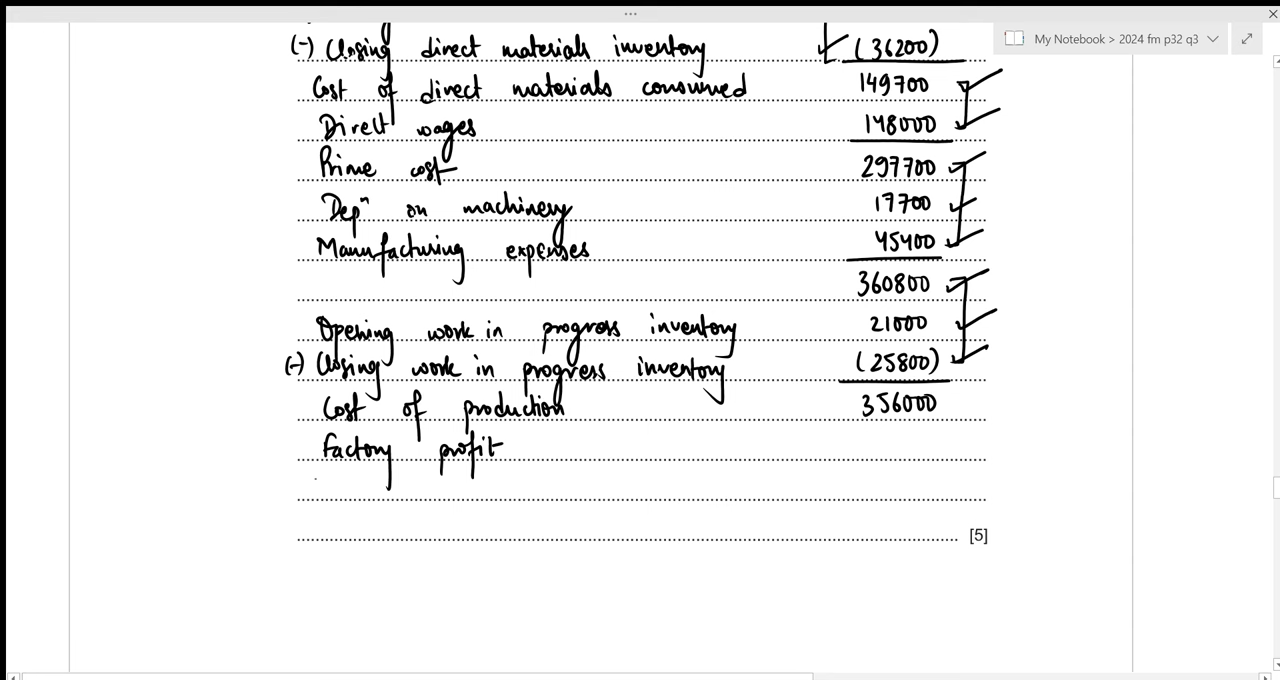 My Notebook > 2024 fm p32 q3
(-) Closing direct materials inventory (36200)
Cost of direct materials consumed 149700
Direct wages 148000
Prime cost 297700
Depⁿ on machinery 17700
Manufacturing expenses 45400
360800
Opening work in progress inventory 21000
(-) Closing work in progress inventory (25800)
Cost of production 356000
Factory profit
[5]